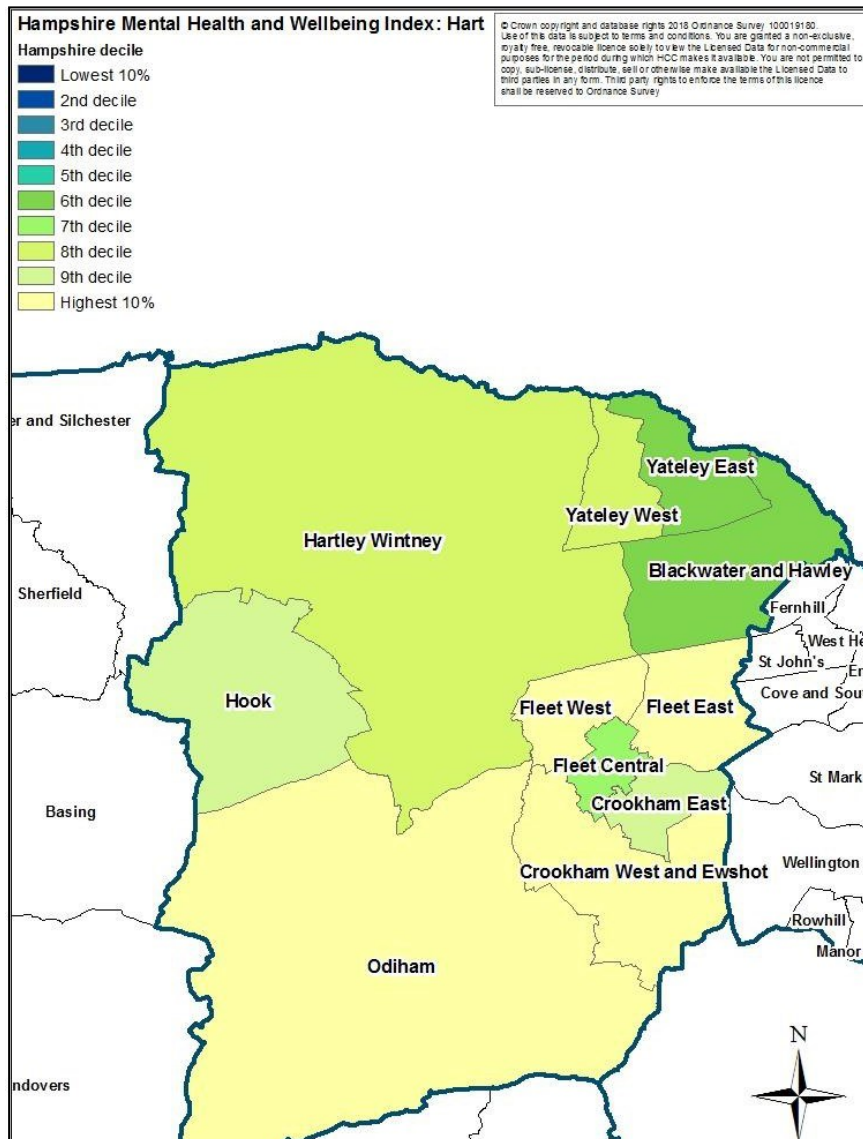 Hampshire Mental Health and Wellbeing Index: Hart
© Crown copyright and database rights 2018 Ordnance Survey 100019180.
Use of this data is subject to terms and conditions. You are granted a non-exclusive,
royalty free, revocable licence solely to view the Licensed Data for non-commercial
purposes for the period during which HCC makes it available. You are not permitted to
copy, sub-license, distribute, sell or otherwise make available the Licensed Data to
third parties in any form. Third party rights to enforce the terms of this licence
shall be reserved to Ordnance Survey
Hampshire decile
Lowest 10%
2nd decile
3rd decile
4th decile
5th decile
6th decile
7th decile
8th decile
9th decile
Highest 10%
er and Silchester
Yateley East
Yateley West
Hartley Wintney
Blackwater and Hawley
Sherfield
Fernhill
West He
St John's
Er
Cove and Sou
Hook
Fleet West
Fleet East
Fleet Central
St Mark
Crookham East
Basing
Wellington
Crookham West and Ewshot
Rowhill
Manor
Odiham
N
ndovers